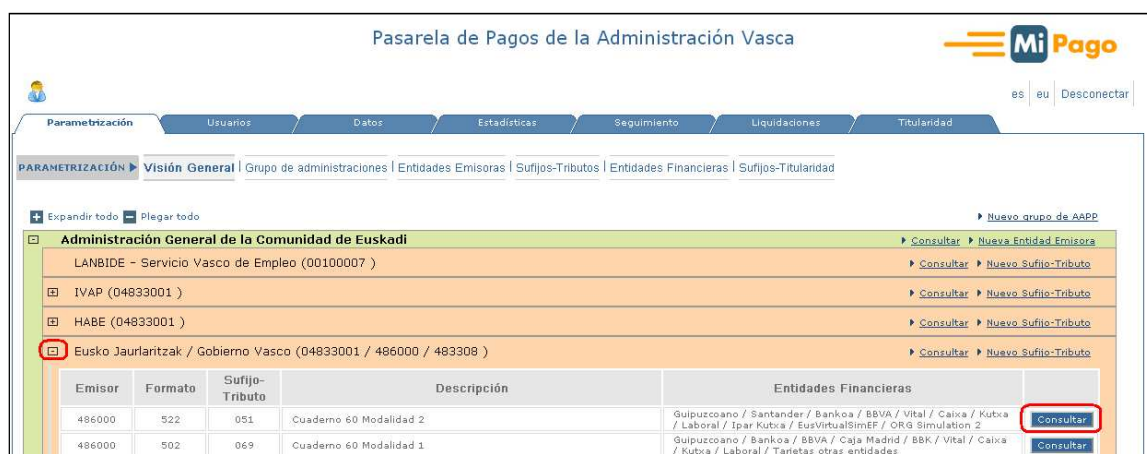 Pasarela de Pagos de la Administración Vasca
Mi Pago
es eu Desconectar
Parametrización Usuarios Datos Estadísticas Seguimiento Liquidaciones Titularidad
PARAMETRIZACIÓN Visión General Grupo de administraciones Entidades Emisoras Sufijos-Tributos Entidades Financieras Sufijos-Titularidad
Expandir todo Plegar todo Nuevo grupo de AAPP
Administración General de la Comunidad de Euskadi Consultar Nueva Entidad Emisora
LANBIDE - Servicio Vasco de Empleo (00100007 ) Consultar Nuevo Sufijo-Tributo
IVAP (04833001 ) Consultar Nuevo Sufijo-Tributo
HABE (04833001 ) Consultar Nuevo Sufijo-Tributo
Eusko Jaurlaritzak / Gobierno Vasco (04833001 / 486000 / 483308 ) Consultar Nuevo Sufijo-Tributo
Emisor Formato Sufijo-
Tributo Descripción Entidades Financieras
486000 522 051 Cuaderno 60 Modalidad 2 Guipuzcoano / Santander / Bankoa / BBVA / Vital / Caixa / Kutxa
/ Laboral / Ipar Kutxa / EusVirtualSimEF / ORG Simulation 2 Consultar
486000 502 069 Cuaderno 60 Modalidad 1 Guipuzcoano / Bankoa / BBVA / Caja Madrid / BBK / Vital / Caixa
/ Kutxa / Laboral / Tarjetas otras entidades Consultar